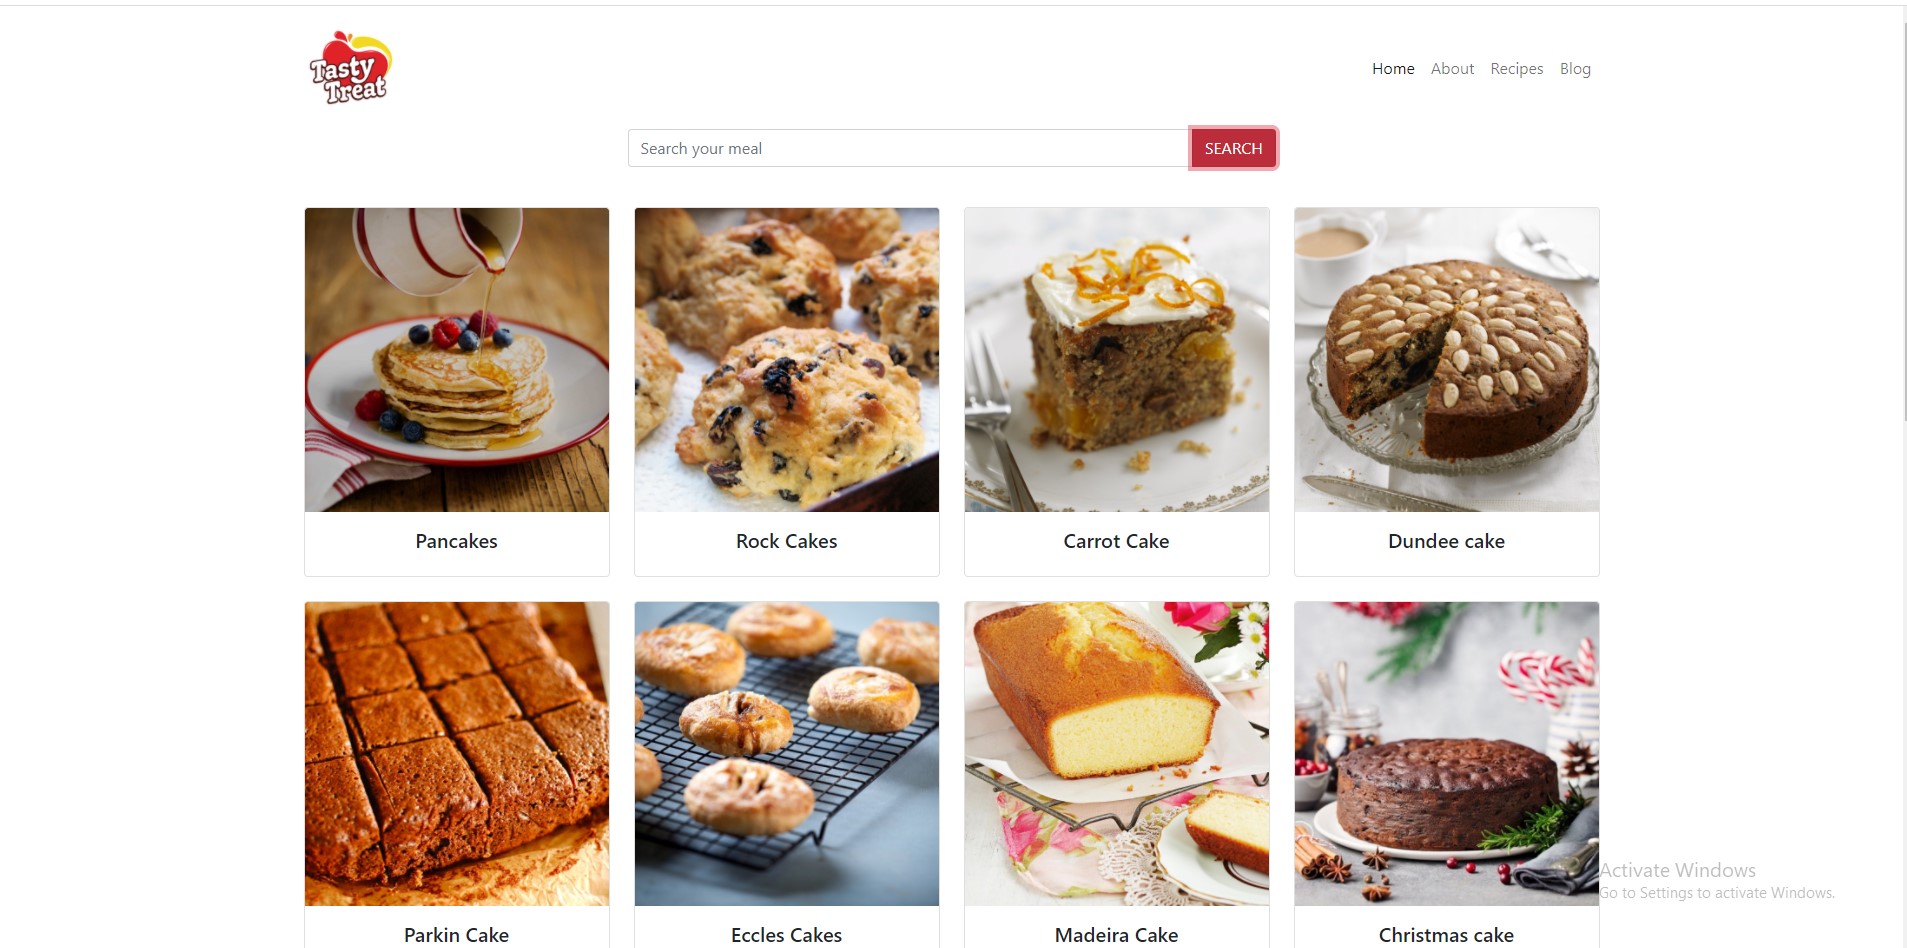 Tasty
Treat
Home About Recipes Blog
Search your meal SEARCH
Pancakes Rock Cakes Carrot Cake Dundee cake
Parkin Cake Eccles Cakes Madeira Cake Christmas cake
Activate Windows
Go to Settings to activate Windows.